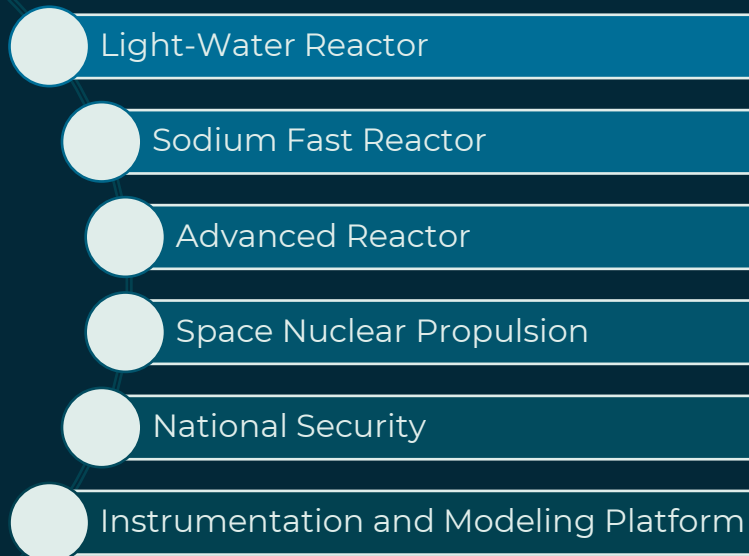 Light-Water Reactor
Sodium Fast Reactor
Advanced Reactor
Space Nuclear Propulsion
National Security
Instrumentation and Modeling Platform